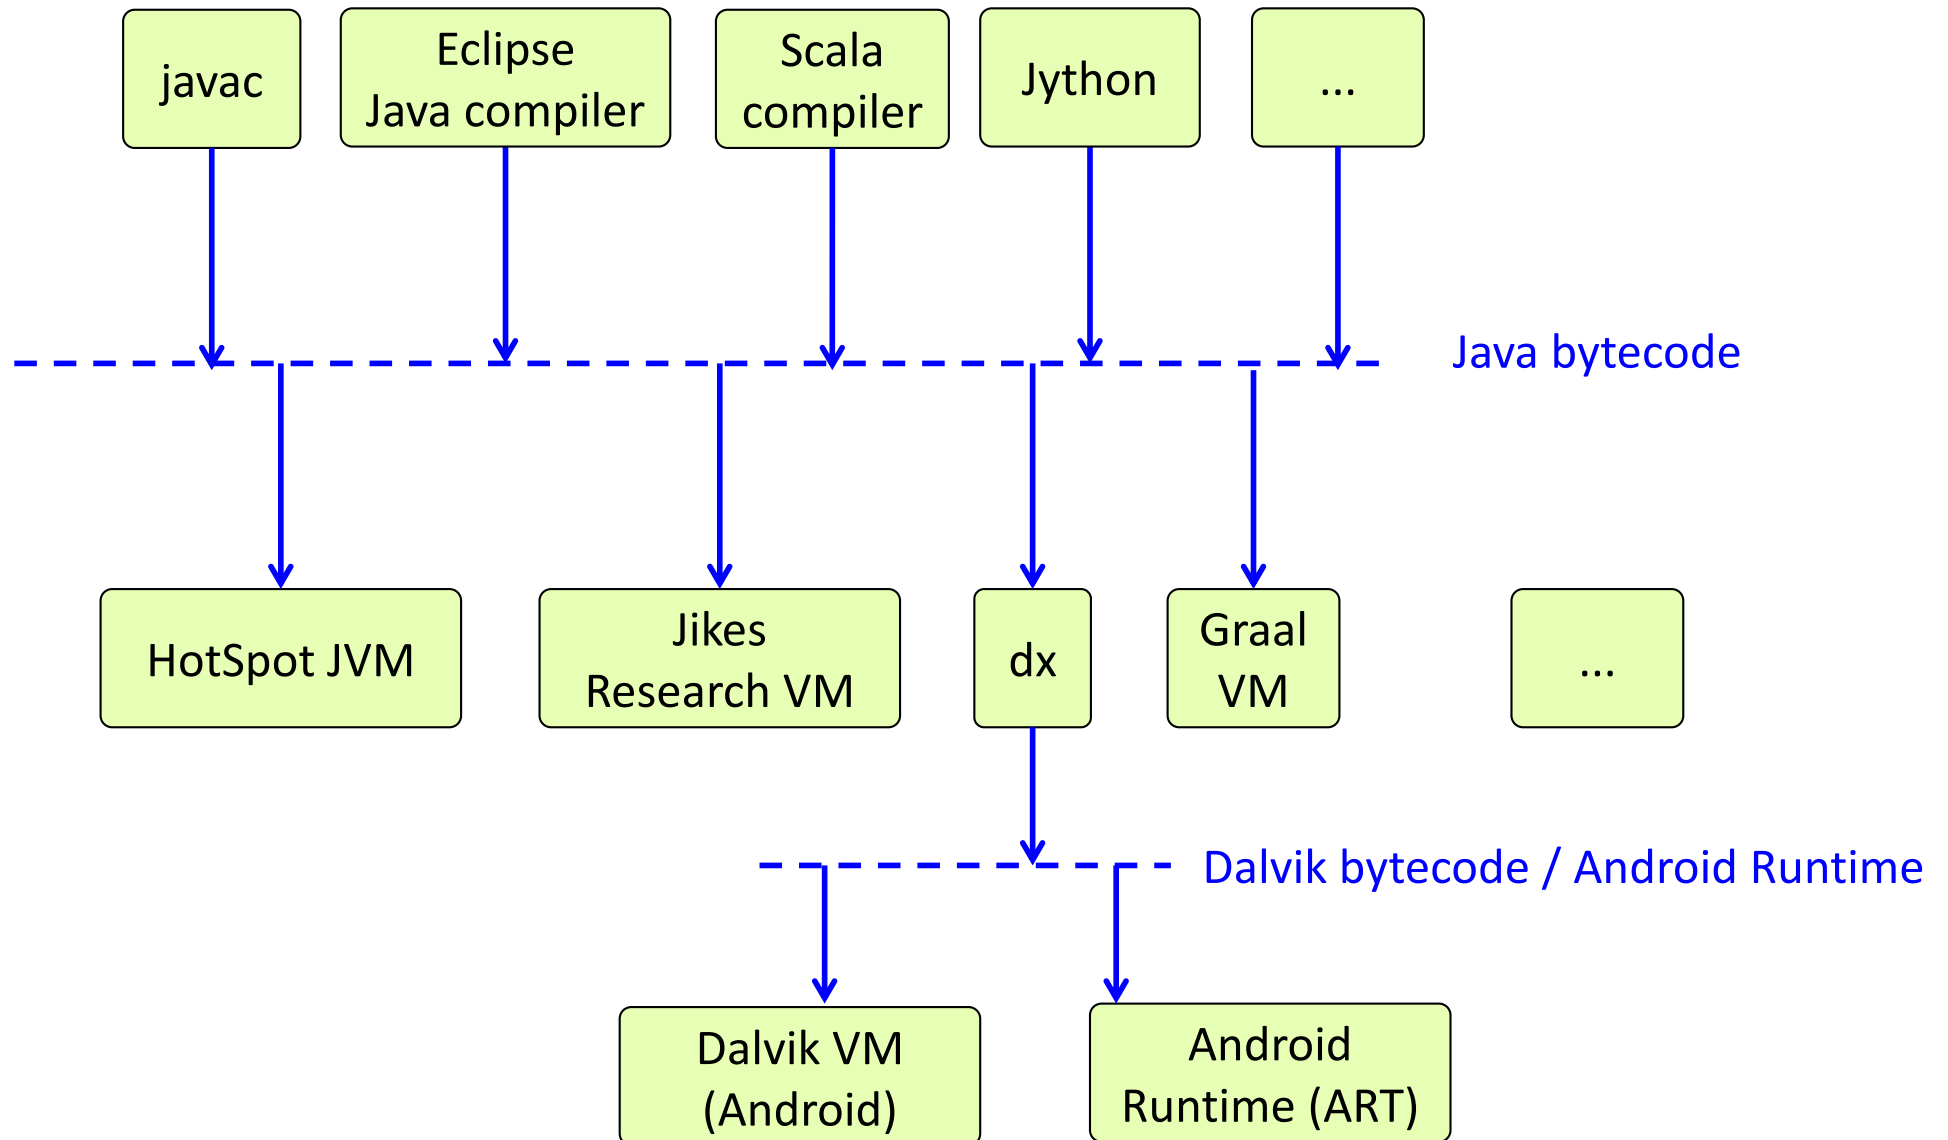 javac
Eclipse
Java compiler
Scala
compiler
Jython
...
Java bytecode
HotSpot JVM
Jikes
Research VM
dx
Graal
VM
...
Dalvik bytecode / Android Runtime
Dalvik VM
(Android)
Android
Runtime (ART)